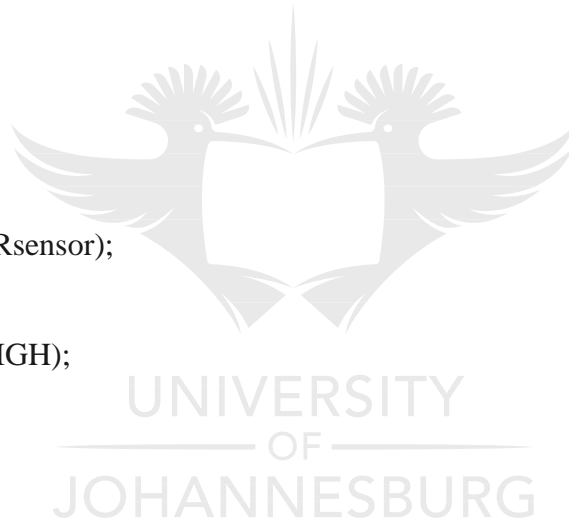 Rsensor);
IGH);
UNIVERSITY
OF
JOHANNESBURG